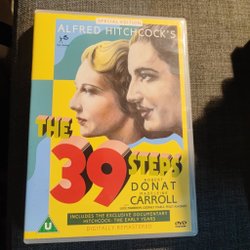 SPECIAL EDITION
ALFRED HITCHCOCK'S
THE
39 STEPS
ROBERT
DONAT
MADELEINE
CARROLL
INCLUDES THE EXCLUSIVE DOCUMENTARY
HITCHCOCK: THE EARLY YEARS
DIGITALLY REMASTERED
U
DVD